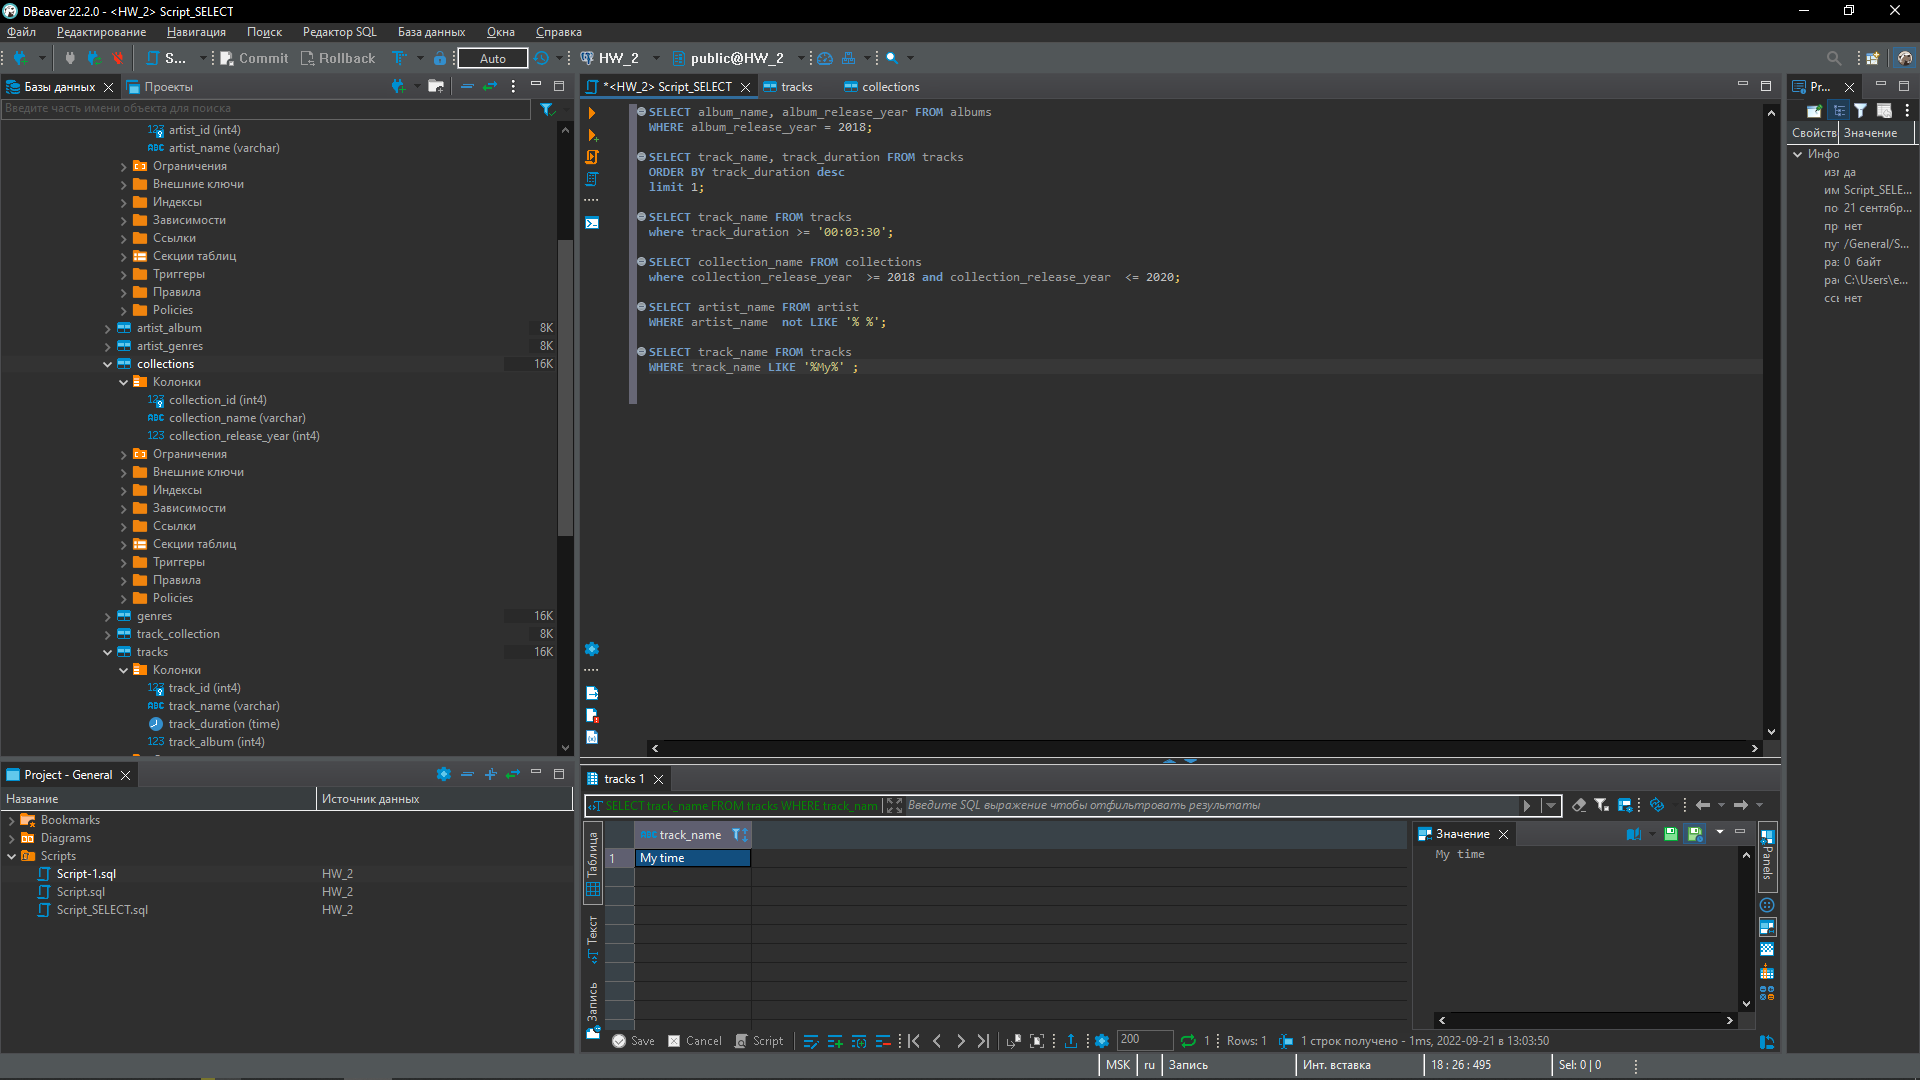 DBeaver 22.2.0 - <HW_2> Script_SELECT
Файл Редактирование Навигация Поиск Редактор SQL База данных Окна Справка
S... Commit Rollback Auto HW_2 public@HW_2
Базы данных Проекты
Введите часть имени объекта для поиска
artist_id (int4)
artist_name (varchar)
Ограничения
Внешние ключи
Индексы
Зависимости
Ссылки
Секции таблиц
Триггеры
Правила
Policies
artist_album 8K
artist_genres 8K
collections 16K
Колонки
collection_id (int4)
collection_name (varchar)
collection_release_year (int4)
Ограничения
Внешние ключи
Индексы
Зависимости
Ссылки
Секции таблиц
Триггеры
Правила
Policies
genres 16K
track_collection 8K
tracks 16K
Колонки
track_id (int4)
track_name (varchar)
track_duration (time)
track_album (int4)
Project - General
Название Источник данных
Bookmarks
Diagrams
Scripts
Script-1.sql HW_2
Script.sql HW_2
Script_SELECT.sql HW_2
*<HW_2> Script_SELECT tracks collections
SELECT album_name, album_release_year FROM albums
WHERE album_release_year = 2018;
SELECT track_name, track_duration FROM tracks
ORDER BY track_duration desc
limit 1;
SELECT track_name FROM tracks
where track_duration >= '00:03:30';
SELECT collection_name FROM collections
where collection_release_year  >= 2018 and collection_release_year  <= 2020;
SELECT artist_name FROM artist
WHERE artist_name  not LIKE '% %';
SELECT track_name FROM tracks
WHERE track_name LIKE '%My%' ;
tracks 1
SELECT track_name FROM tracks WHERE track_nam Введите SQL выражение чтобы отфильтровать результаты
Таблица
Текст
Запись
track_name
1 My time
Значение
My time
Panels
Save Cancel Script 200 1 Rows: 1 1 строк получено - 1ms, 2022-09-21 в 13:03:50
MSK ru Запись Инт. вставка 18 : 26 : 495 Sel: 0 | 0
Pr...
Свойств Значение
Инфо
изı да
им Script_SELE...
по 21 сентябр...
пр нет
пу /General/S...
ра: 0 байт
ра C:\Users\e...
ссı нет